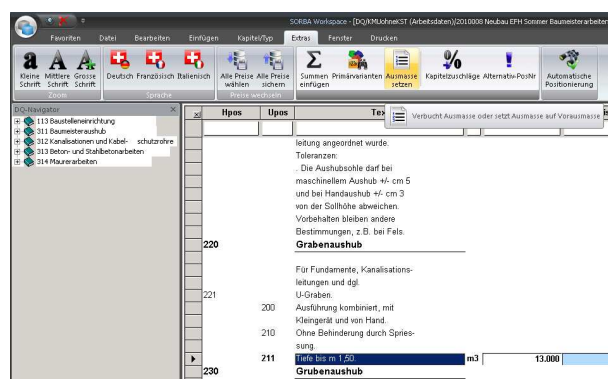 SORBA Workspace - [DQ/KMUohneKST (Arbeitsdaten)/2010008 Neubau EFH Sommer Baumeisterarbeiten
Favoriten Datei Bearbeiten Einfügen Kapitel/Typ Extras Fenster Drucken
Kleine Schrift Mittlere Schrift Grosse Schrift Deutsch Französisch Italienisch Alle Preise wählen Alle Preise sichern Summen einfügen Primärvarianten Ausmasse setzen Kapitelzuschläge Alternativ-PosNr Automatische Positionierung
Zoom Sprache Preise wechseln
DQ-Navigator
Hpos Upos Tex
Verbucht Ausmasse oder setzt Ausmasse auf Vorausmasse
113 Baustelleneinrichtung
311 Baumeisteraushub
312 Kanalisationen und Kabel- schutzrohre
313 Beton- und Stahlbetonarbeiten
314 Maurerarbeiten
leitung angeordnet wurde.
Toleranzen:
. Die Aushubsohle darf bei
maschinellem Aushub +/- cm 5
und bei Handaushub +/- cm 3
von der Sollhöhe abweichen.
Vorbehalten bleiben andere
Bestimmungen, z.B. bei Fels.
220 Grabenaushub
Für Fundamente, Kanalisations-
leitungen und dgl.
221 U-Graben.
200 Ausführung kombiniert, mit
Kleingerät und von Hand.
210 Ohne Behinderung durch Spries-
sung.
211 Tiefe bis m 1,50. m3 13.000
230 Grubenaushub